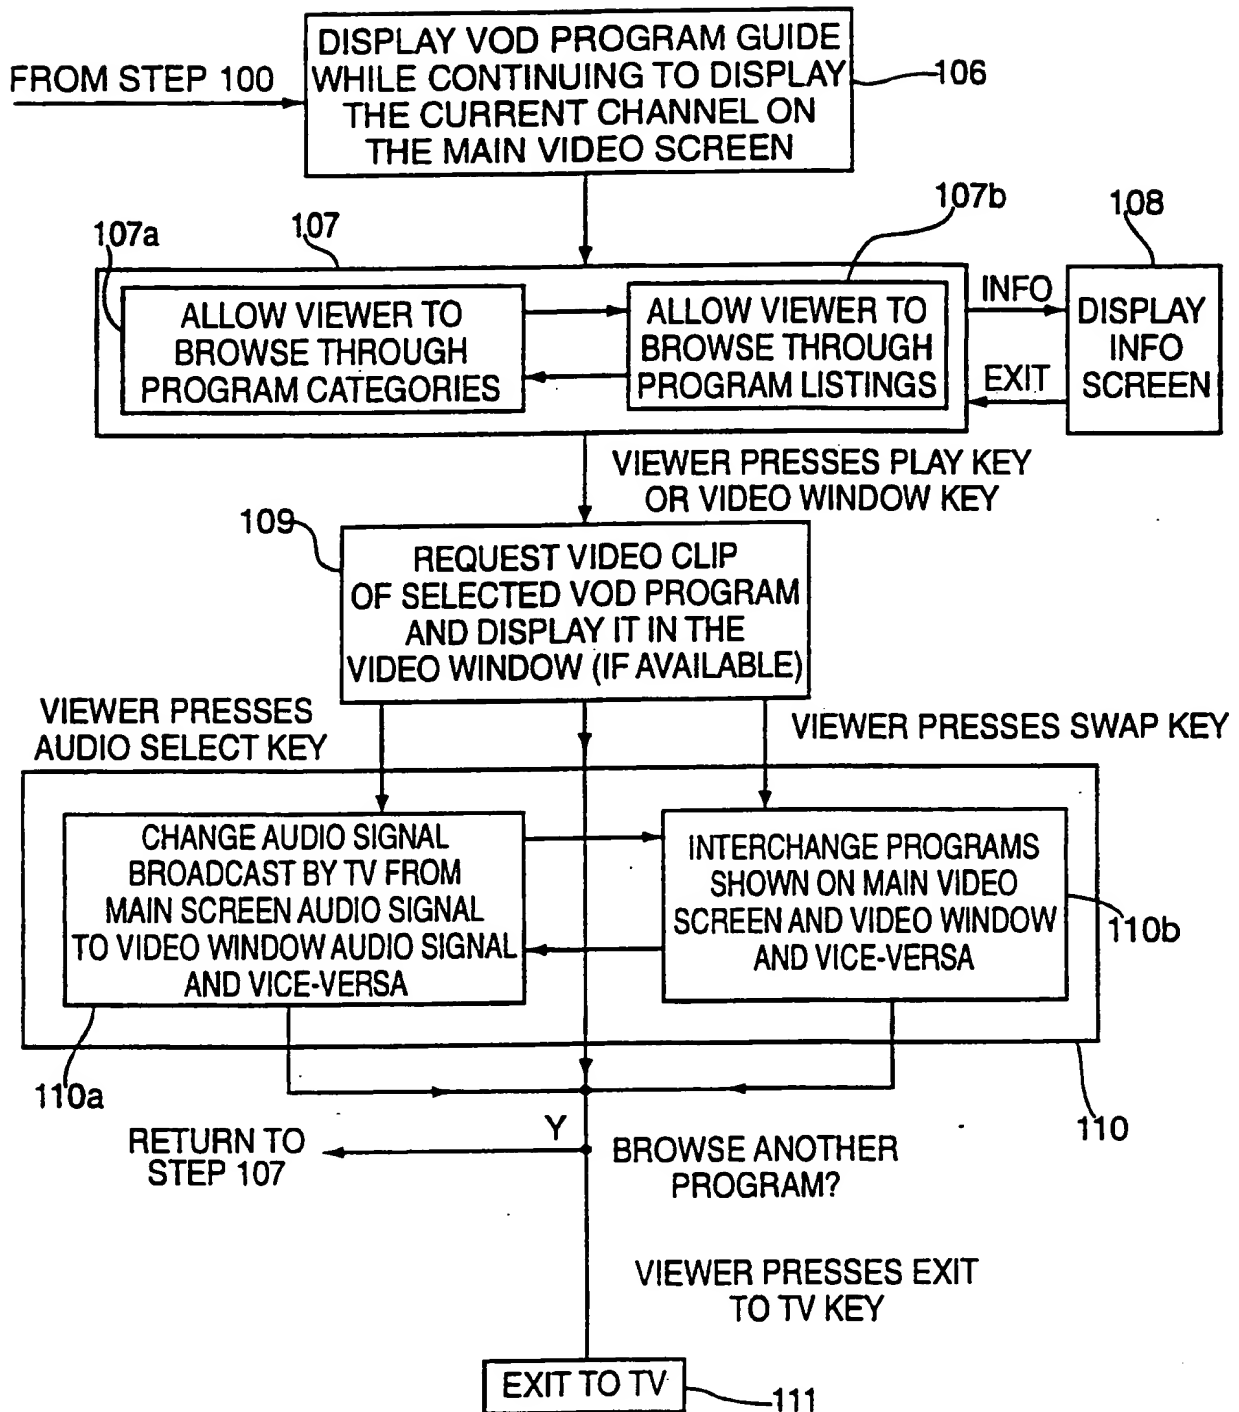 DISPLAY VOD PROGRAM GUIDE
WHILE CONTINUING TO DISPLAY
THE CURRENT CHANNEL ON
THE MAIN VIDEO SCREEN
FROM STEP 100
106
107a
107
107b
108
ALLOW VIEWER TO
BROWSE THROUGH
PROGRAM CATEGORIES
ALLOW VIEWER TO
BROWSE THROUGH
PROGRAM LISTINGS
INFO
EXIT
DISPLAY
INFO
SCREEN
VIEWER PRESSES PLAY KEY
OR VIDEO WINDOW KEY
109
REQUEST VIDEO CLIP
OF SELECTED VOD PROGRAM
AND DISPLAY IT IN THE
VIDEO WINDOW (IF AVAILABLE)
VIEWER PRESSES
AUDIO SELECT KEY
VIEWER PRESSES SWAP KEY
CHANGE AUDIO SIGNAL
BROADCAST BY TV FROM
MAIN SCREEN AUDIO SIGNAL
TO VIDEO WINDOW AUDIO SIGNAL
AND VICE-VERSA
INTERCHANGE PROGRAMS
SHOWN ON MAIN VIDEO
SCREEN AND VIDEO WINDOW
AND VICE-VERSA
110b
110a
110
Y
RETURN TO
STEP 107
BROWSE ANOTHER
PROGRAM?
VIEWER PRESSES EXIT
TO TV KEY
EXIT TO TV
111